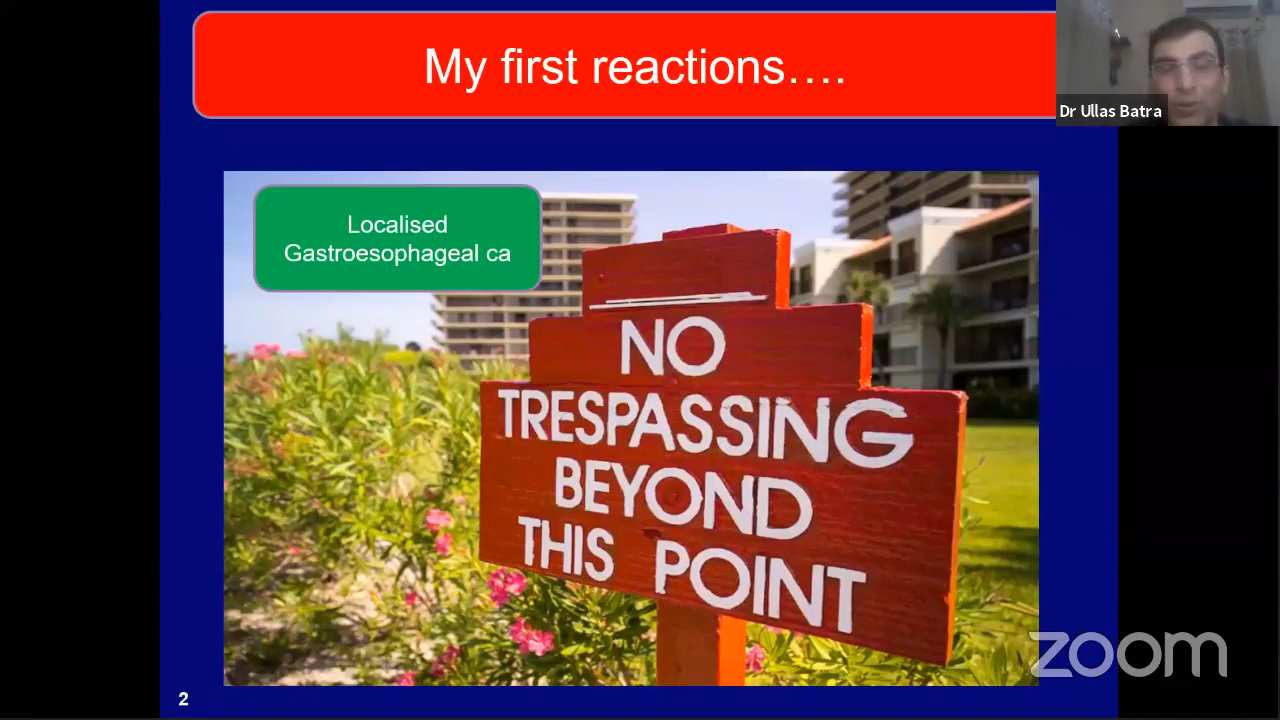 My first reactions….
Dr Ullas Batra
Localised
Gastroesophageal ca
NO
TRESPASSING
BEYOND
THIS POINT
zoom
2